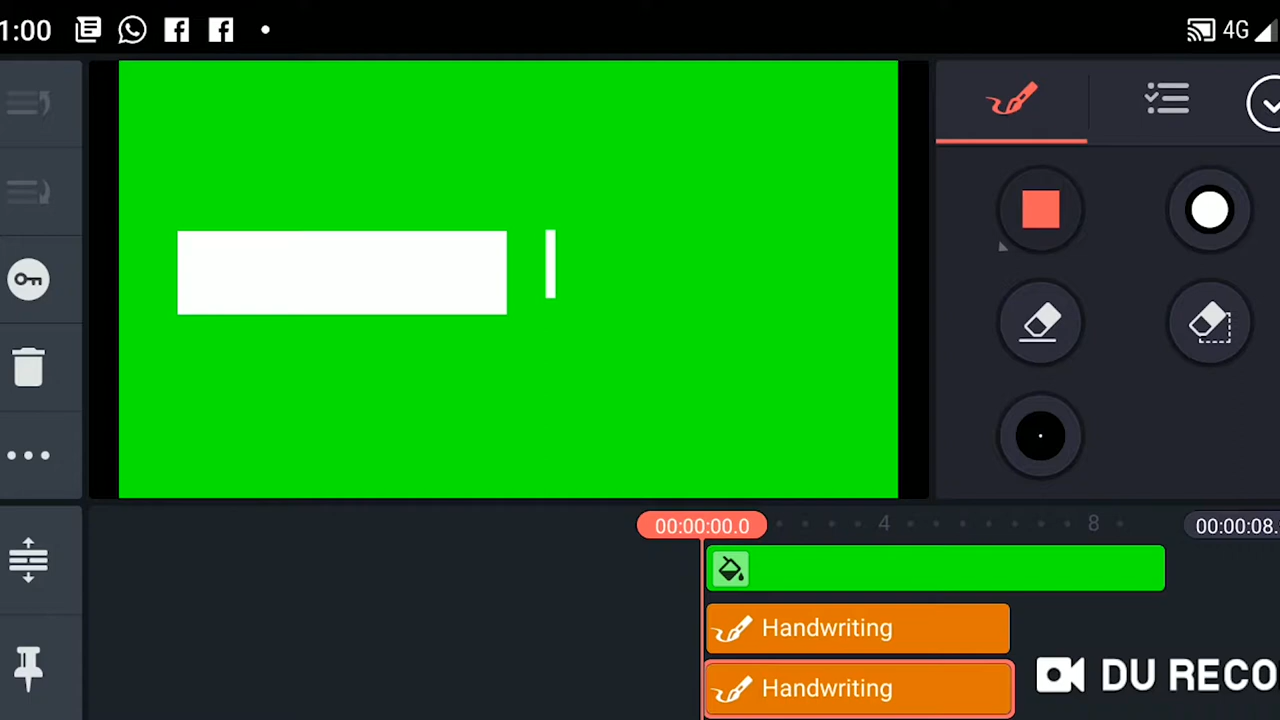 1:00
4G
00:00:00.0
4
8
00:00:08.
Handwriting
Handwriting
DU RECO